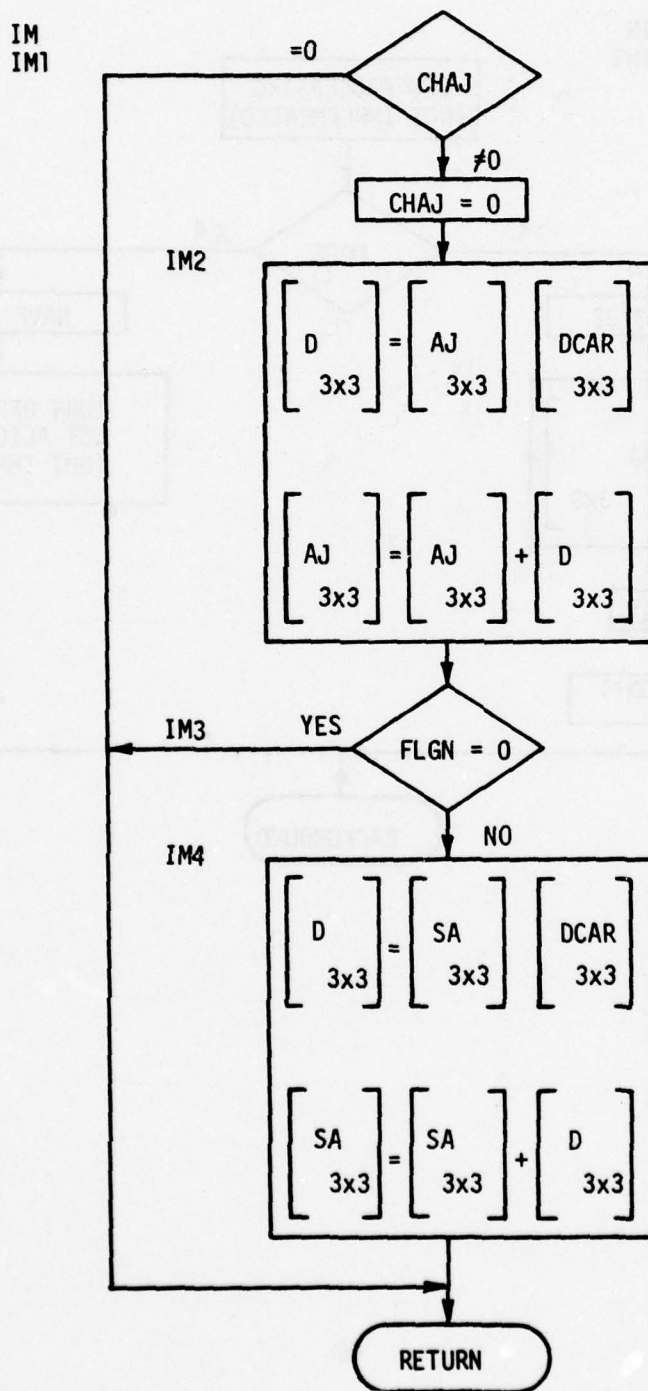 IM
IM1
=0
CHAJ
≠0
CHAJ = 0
IM2
D = AJ DCAR
3x3 3x3 3x3
AJ = AJ + D
3x3 3x3 3x3
IM3 YES FLGN = 0
NO
IM4
D = SA DCAR
3x3 3x3 3x3
SA = SA + D
3x3 3x3 3x3
RETURN